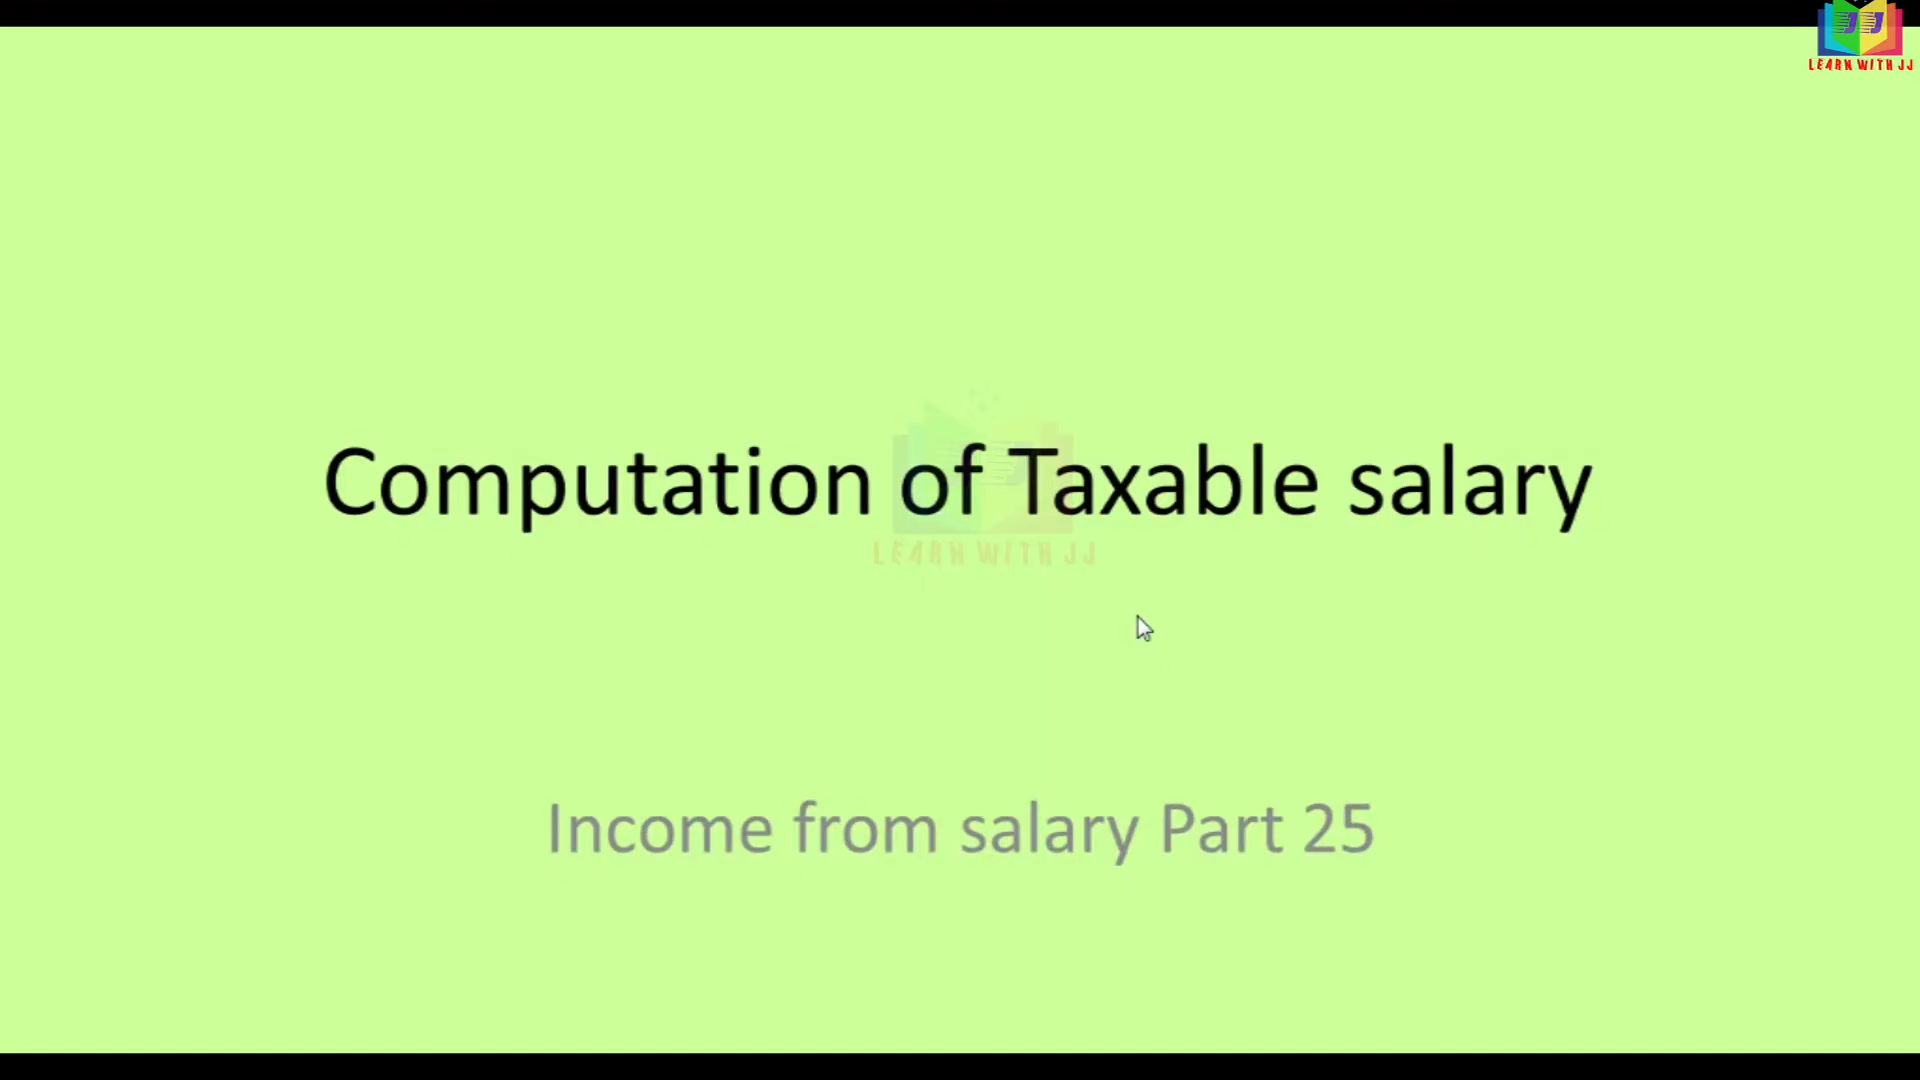 LEARN WITH JJ
Computation of Taxable salary
LEARN WITH JJ
Income from salary Part 25